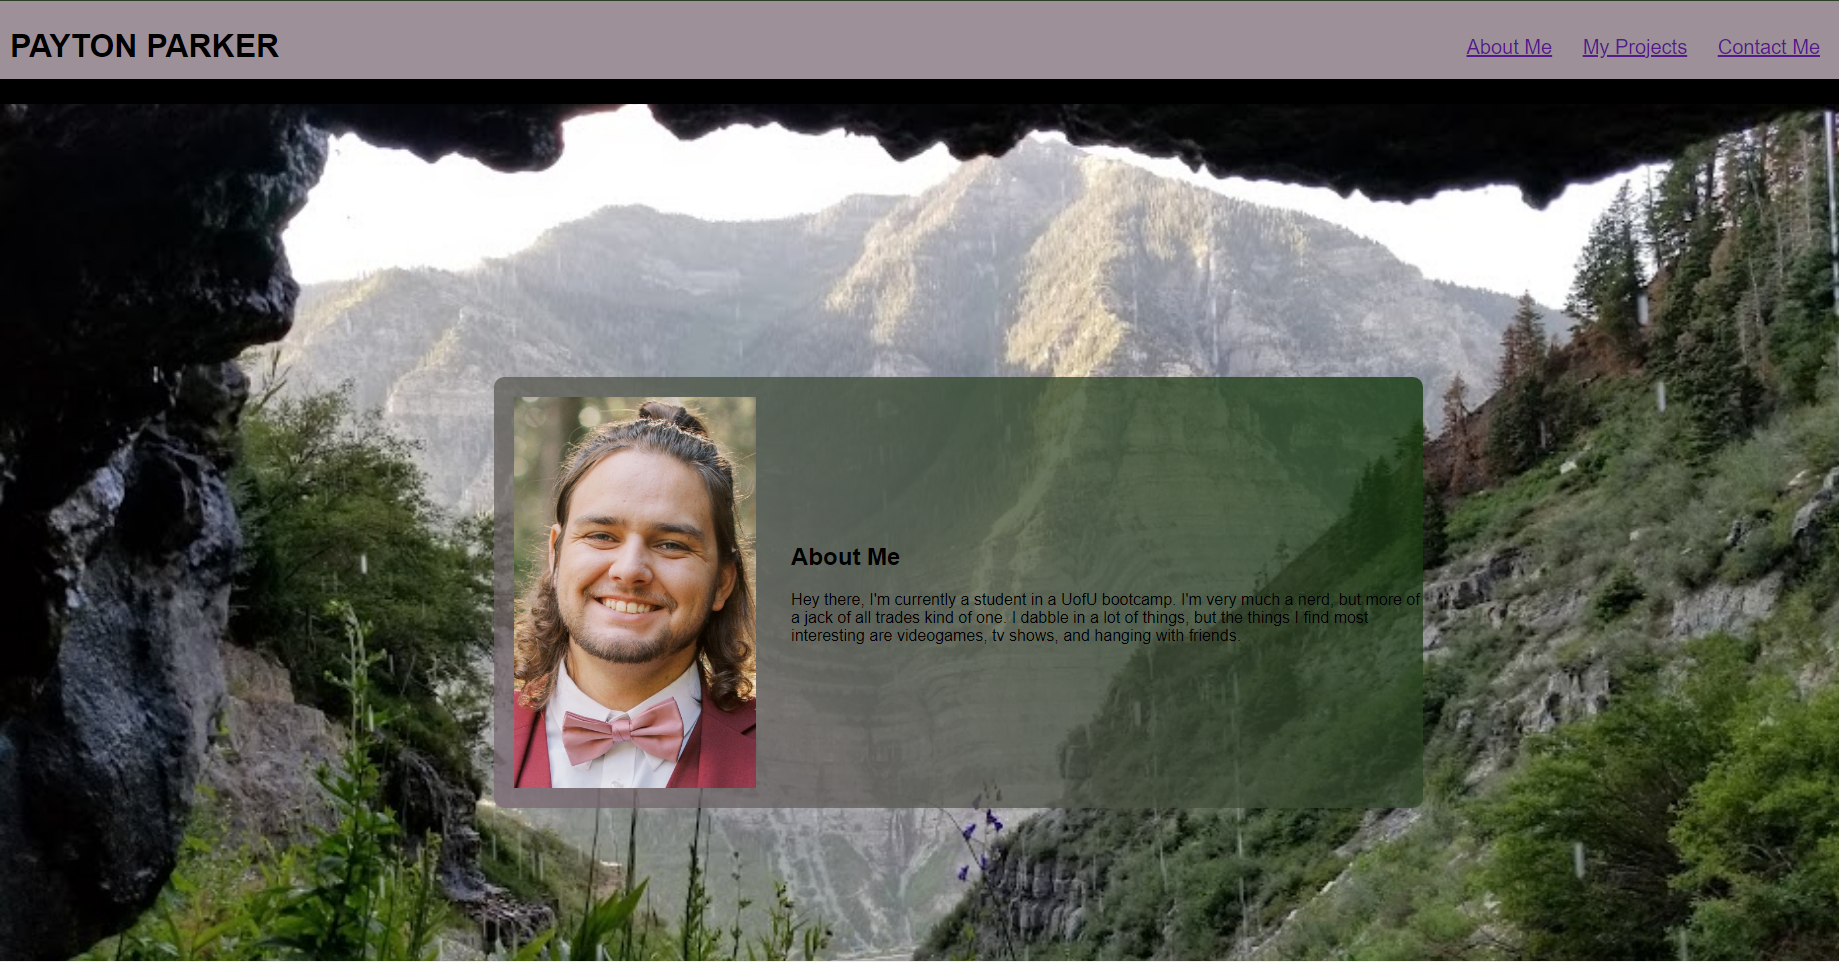 PAYTON PARKER
About Me
My Projects
Contact Me
About Me
Hey there, I'm currently a student in a UofU bootcamp. I'm very much a nerd, but more of
a jack of all trades kind of one. I dabble in a lot of things, but the things I find most
interesting are videogames, tv shows, and hanging with friends.